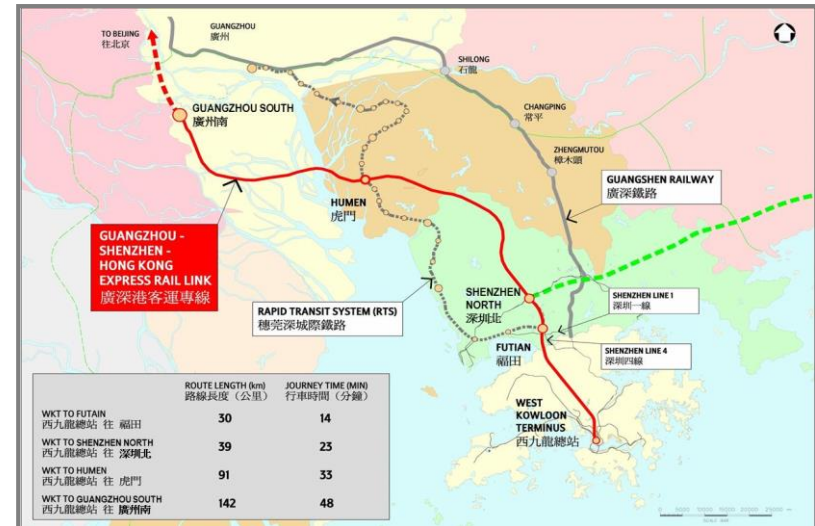 TO BEIJING
往北京
GUANGZHOU
廣州
SHILONG
石龍
GUANGZHOU SOUTH
廣州南
CHANGPING
常平
ZHENGMUTOU
樟木頭
GUANGSHEN RAILWAY
廣深鐵路
HUMEN
虎門
GUANGZHOU -
SHENZHEN -
HONG KONG
EXPRESS RAIL LINK
廣深港客運專線
SHENZHEN
NORTH
深圳北
SHENZHEN LINE 1
深圳一線
RAPID TRANSIT SYSTEM (RTS)
穗莞深城際鐵路
FUTIAN
福田
SHENZHEN LINE 4
深圳四線
WEST
KOWLOON
TERMINUS
西九龍總站
ROUTE LENGTH (km) JOURNEY TIME (MIN)
路線長度（公里） 行車時間（分鐘）
WKT TO FUTAIN
西九龍總站 往 福田 30 14
WKT TO SHENZHEN NORTH
西九龍總站 往 深圳北 39 23
WKT TO HUMEN
西九龍總站 往 虎門 91 33
WKT TO GUANGZHOU SOUTH
西九龍總站 往 廣州南 142 48